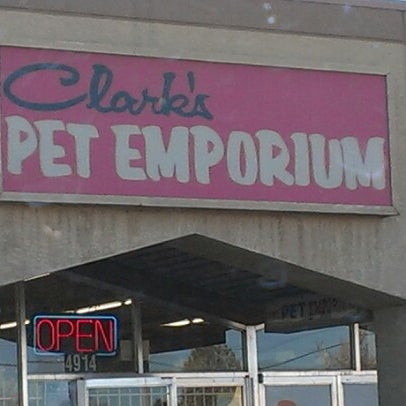 Clark's
PET EMPORIUM
PET EMPORIUM
OPEN
4914